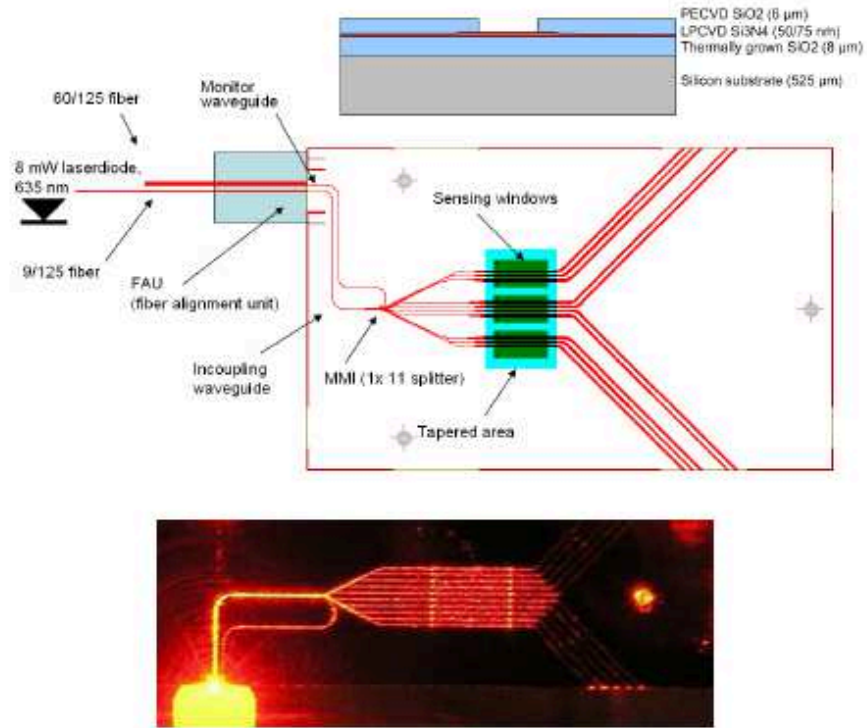 PECVD SiO2 (6 µm)
LPCVD Si3N4 (50/75 nm)
Thermally grown SiO2 (8 µm)
Silicon substrate (525 µm)
Monitor
waveguide
60/125 fiber
8 mW laserdiode,
635 nm
Sensing windows
9/125 fiber
FAU
(fiber alignment unit)
Incoupling
waveguide
MMI (1x 11 splitter)
Tapered area